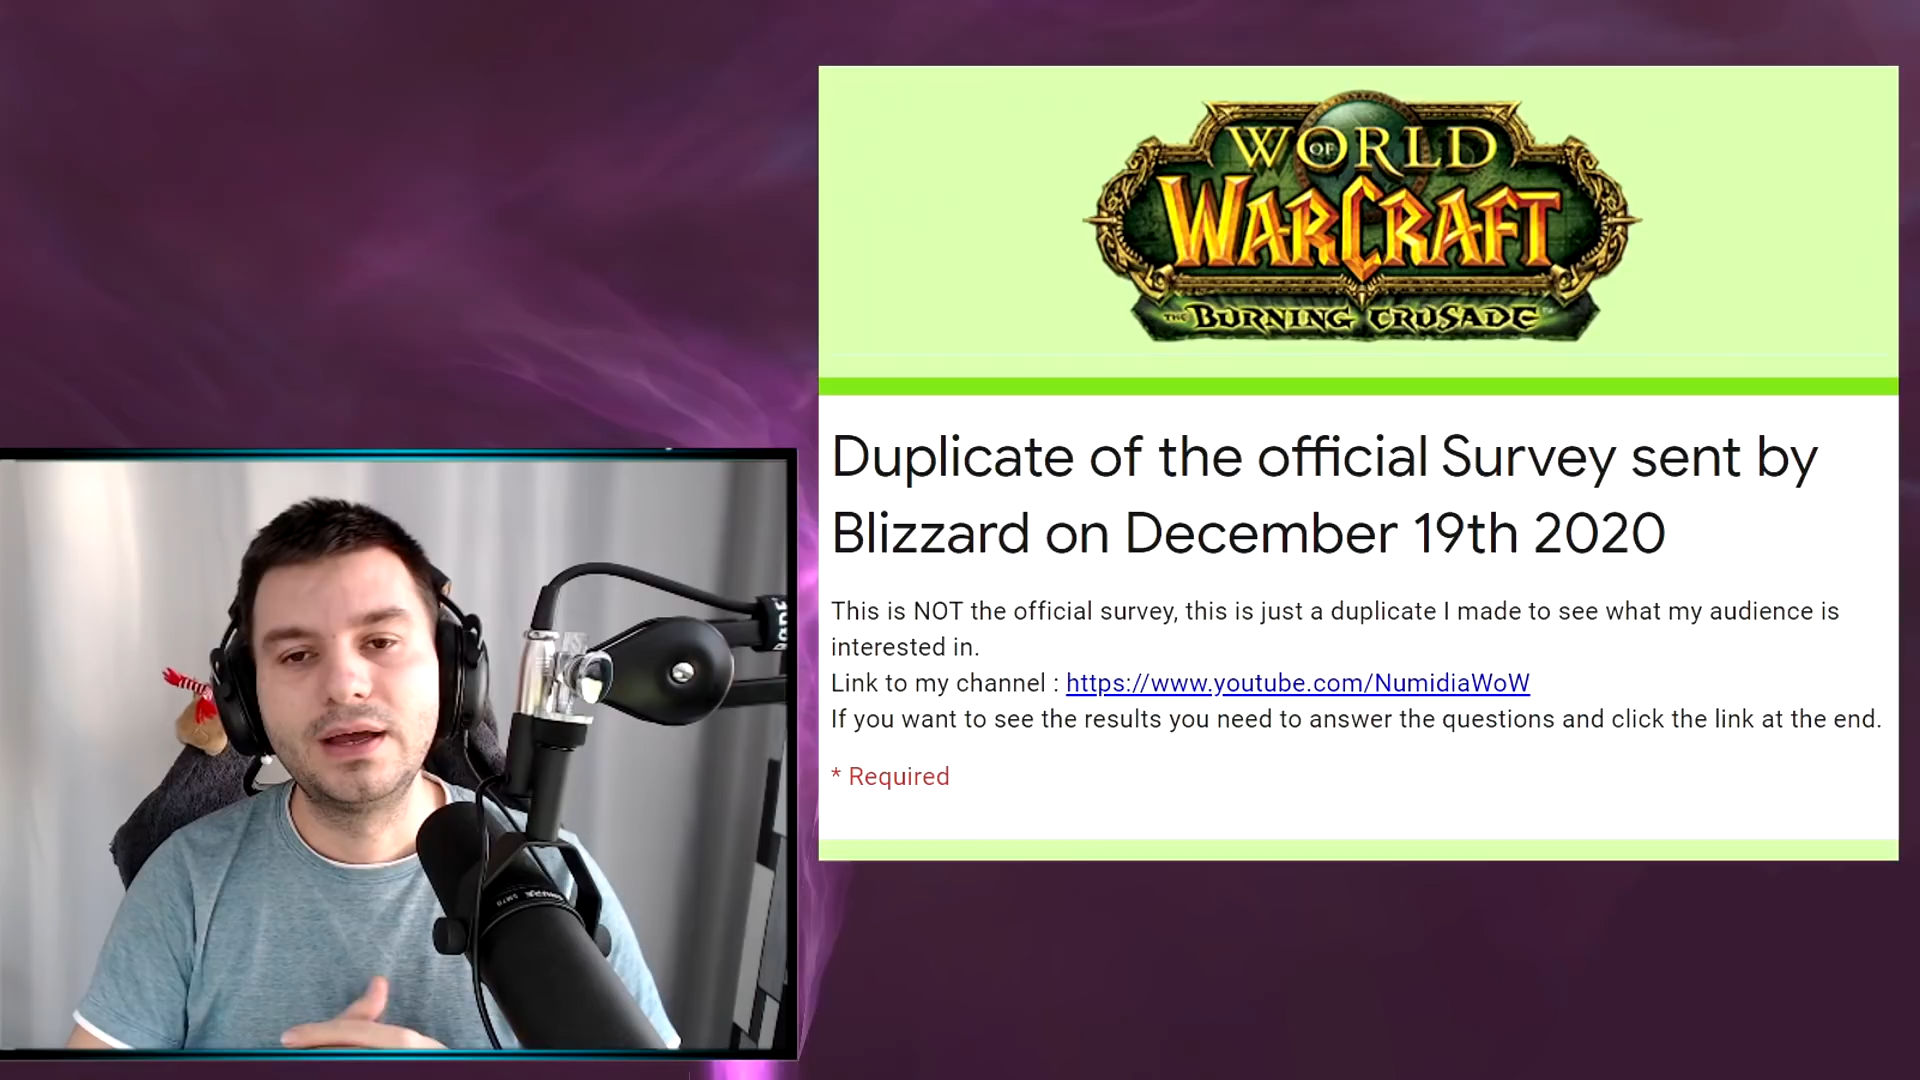 WORLD
OF
WARCRAFT
THE BURNING CRUSADE
Duplicate of the official Survey sent by
Blizzard on December 19th 2020
This is NOT the official survey, this is just a duplicate I made to see what my audience is
interested in.
Link to my channel : https://www.youtube.com/NumidiaWoW
If you want to see the results you need to answer the questions and click the link at the end.
* Required